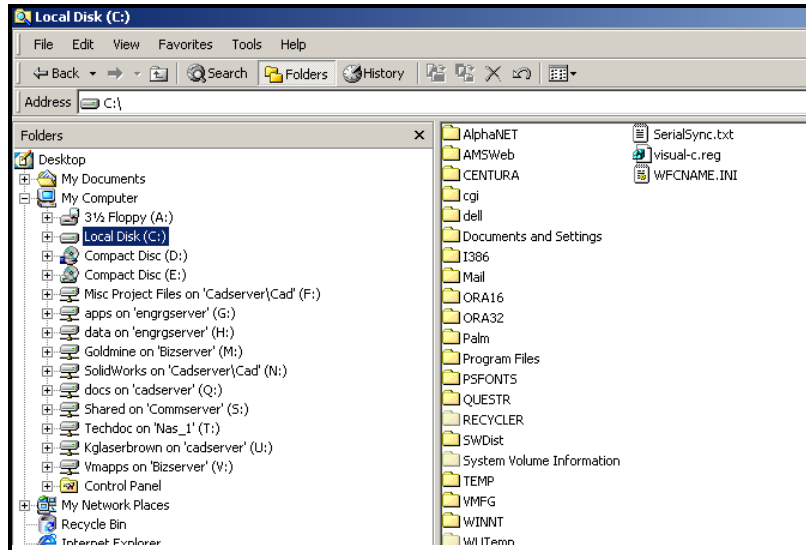 Local Disk (C:)
File Edit View Favorites Tools Help
Back Search Folders History
Address C:\
Folders
Desktop
My Documents
My Computer
3½ Floppy (A:)
Local Disk (C:)
Compact Disc (D:)
Compact Disc (E:)
Misc Project Files on 'Cadserver\Cad' (F:)
apps on 'engrgserver' (G:)
data on 'engrgserver' (H:)
Goldmine on 'Bizserver' (M:)
SolidWorks on 'Cadserver\Cad' (N:)
docs on 'cadserver' (Q:)
Shared on 'Commserver' (S:)
Techdoc on 'Nas_1' (T:)
Kglaserbrown on 'cadserver' (U:)
Vmapps on 'Bizserver' (V:)
Control Panel
My Network Places
Recycle Bin
Internet Explorer
AlphaNET
AMSWeb
CENTURA
cgi
dell
Documents and Settings
I386
Mail
ORA16
ORA32
Palm
Program Files
PSFONTS
QUESTR
RECYCLER
SWDist
System Volume Information
TEMP
VMFG
WINNT
WUTemp
SerialSync.txt
visual-c.reg
WFCNAME.INI